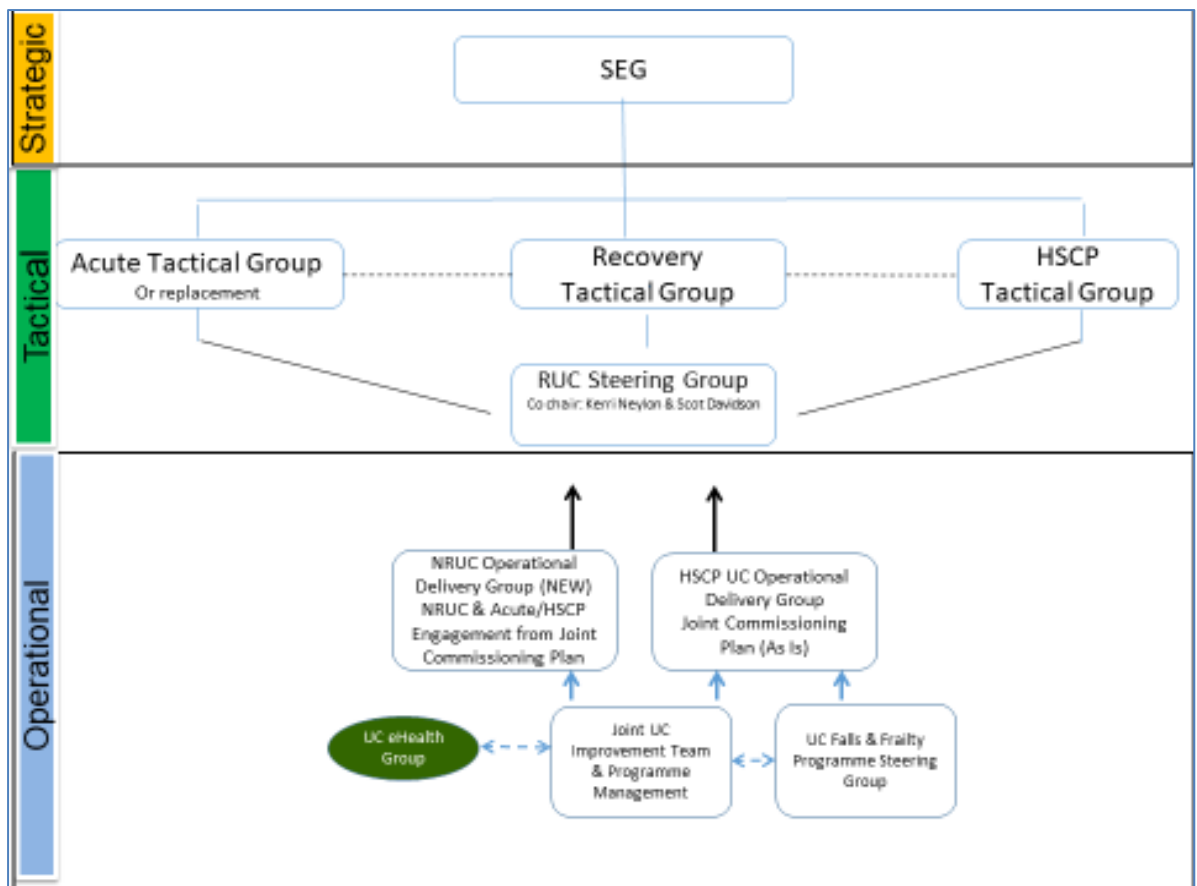 Strategic
SEG
Tactical
Acute Tactical Group
Or replacement
Recovery
Tactical Group
HSCP
Tactical Group
RUC Steering Group
Co chair: Kerri Neylon & Scot Davidson
Operational
NRUC Operational
Delivery Group (NEW)
NRUC & Acute/HSCP
Engagement from Joint
Commissioning Plan
HSCP UC Operational
Delivery Group
Joint Commissioning
Plan (As Is)
UC eHealth
Group
Joint UC
Improvement Team
& Programme
Management
UC Falls & Frailty
Programme Steering
Group